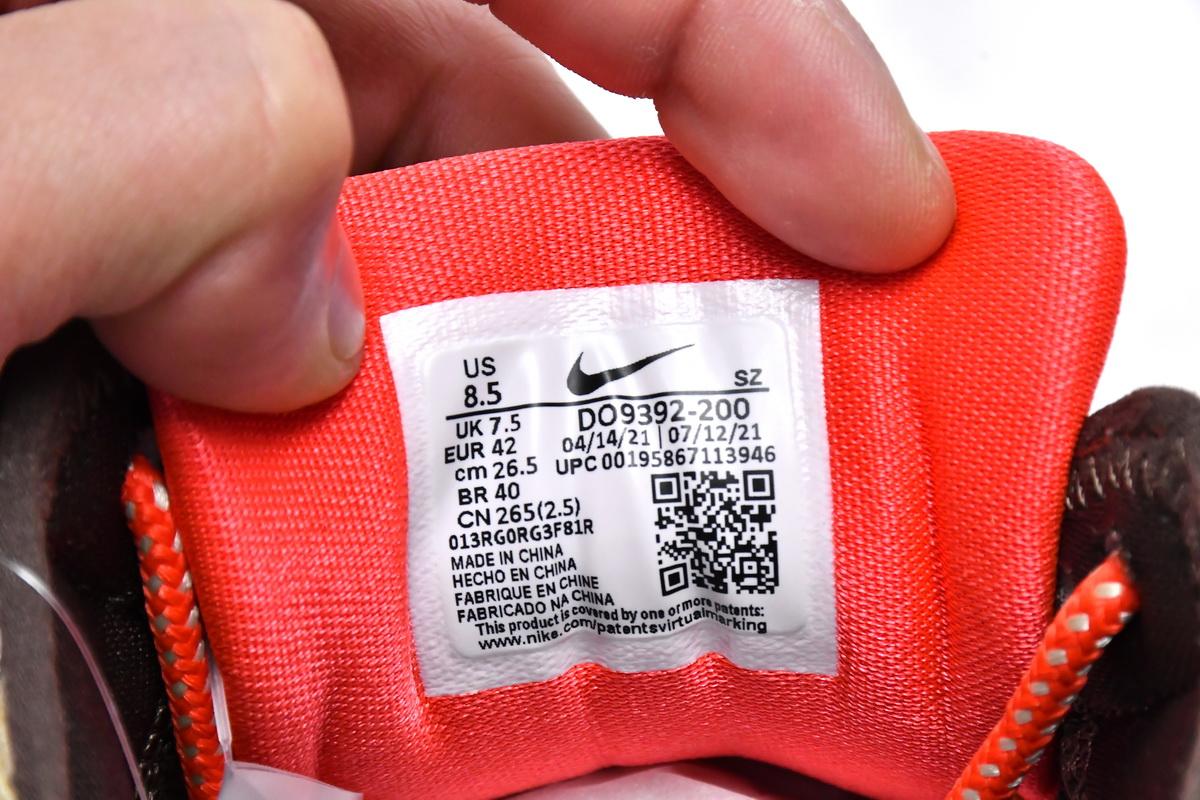 US
8.5
SZ
UK 7.5
EUR 42
cm 26.5
BR 40
CN 265(2.5)
013RG0RG3F81R
DO9392-200
04/14/21 | 07/12/21
UPC 00195867113946
MADE IN CHINA
HECHO EN CHINA
FABRIQUE EN CHINE
FABRICADO NA CHINA
This product is covered by one or more patents:
www.nike.com/patentsvirtualmarking